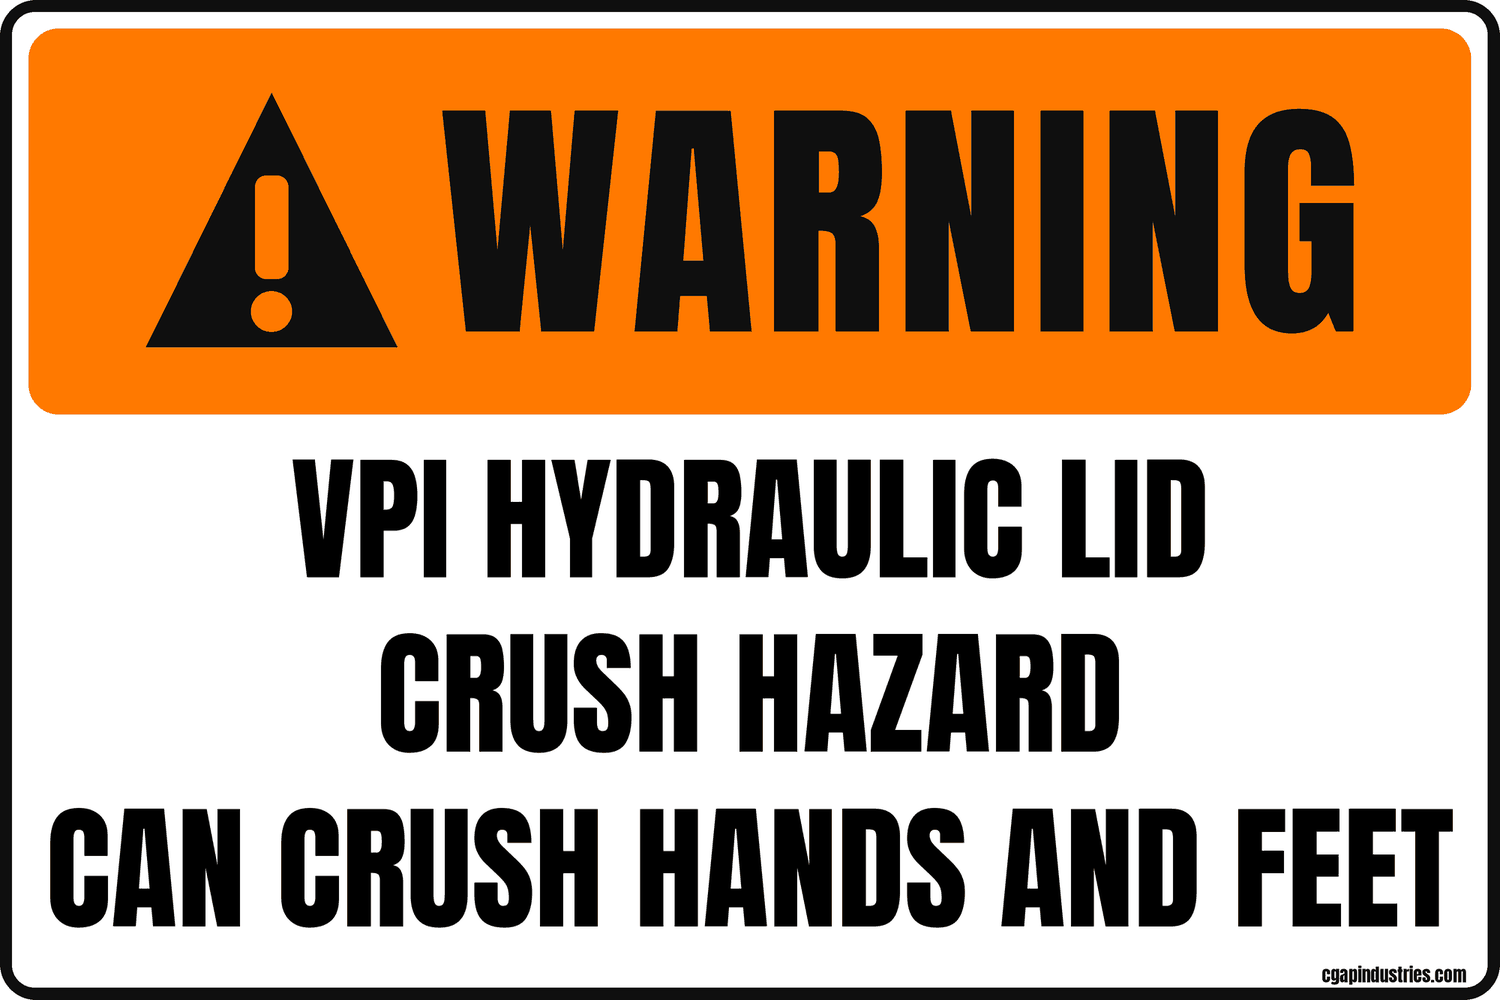 WARNING
VPI HYDRAULIC LID
CRUSH HAZARD
CAN CRUSH HANDS AND FEET
cgapindustries.com